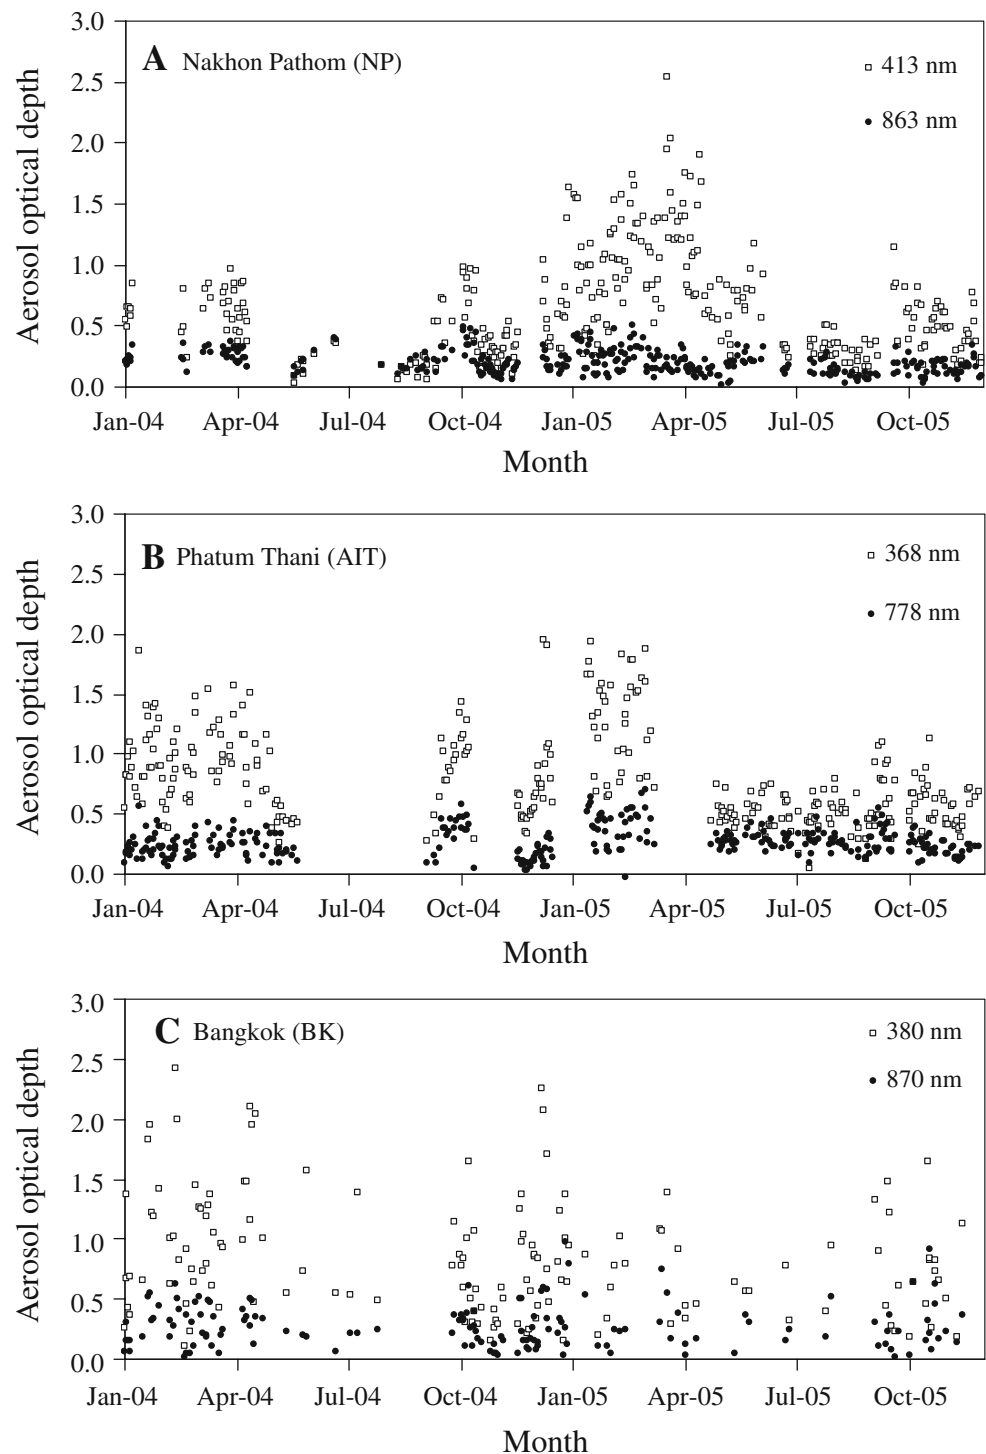 3.0
A Nakhon Pathom (NP)
413 nm
863 nm
2.5
2.0
1.5
1.0
0.5
0.0
Aerosol optical depth
Jan-04 Apr-04 Jul-04 Oct-04 Jan-05 Apr-05 Jul-05 Oct-05
Month
3.0
B Phatum Thani (AIT)
368 nm
778 nm
2.5
2.0
1.5
1.0
0.5
0.0
Aerosol optical depth
Jan-04 Apr-04 Jul-04 Oct-04 Jan-05 Apr-05 Jul-05 Oct-05
Month
3.0
C Bangkok (BK)
380 nm
870 nm
2.5
2.0
1.5
1.0
0.5
0.0
Aerosol optical depth
Jan-04 Apr-04 Jul-04 Oct-04 Jan-05 Apr-05 Jul-05 Oct-05
Month